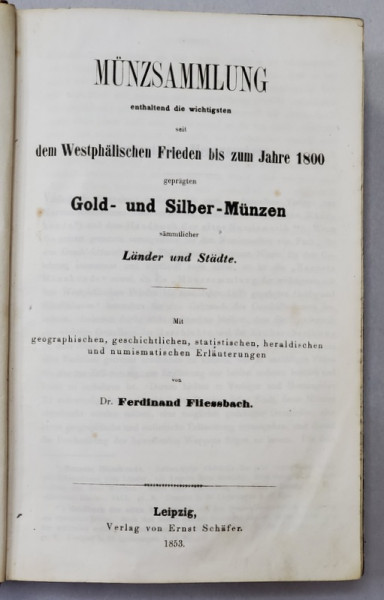 MÜNZSAMMLUNG
enthaltend die wichtigsten
seit
dem Westphälischen Frieden bis zum Jahre 1800
geprägten
Gold- und Silber-Münzen
sämmtlicher
Länder und Städte.
Mit
geographischen, geschichtlichen, statistischen, heraldischen
und numismatischen Erläuterungen
von
Dr. Ferdinand Fliessbach.
Leipzig,
Verlag von Ernst Schäfer.
1853.